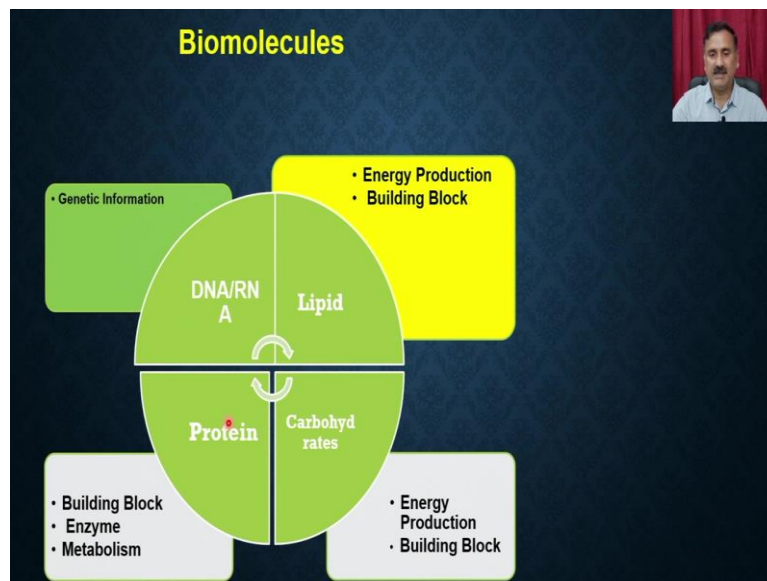 Biomolecules
• Genetic Information
• Energy Production
• Building Block
DNA/RN
A
Lipid
Protein
Carbohyd
rates
• Building Block
• Enzyme
• Metabolism
• Energy
Production
• Building Block